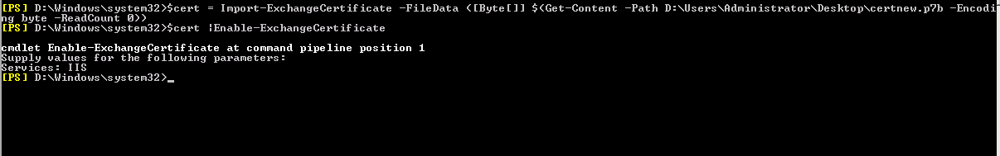 [PS] D:\Windows\system32>$cert = Import-ExchangeCertificate -FileData ([Byte[]] $(Get-Content -Path D:\Users\Administrator\Desktop\certnew.p7b -Encodi
ng byte -ReadCount 0))
[PS] D:\Windows\system32>$cert |Enable-ExchangeCertificate
cmdlet Enable-ExchangeCertificate at command pipeline position 1
Supply values for the following parameters:
Services: IIS
[PS] D:\Windows\system32>_